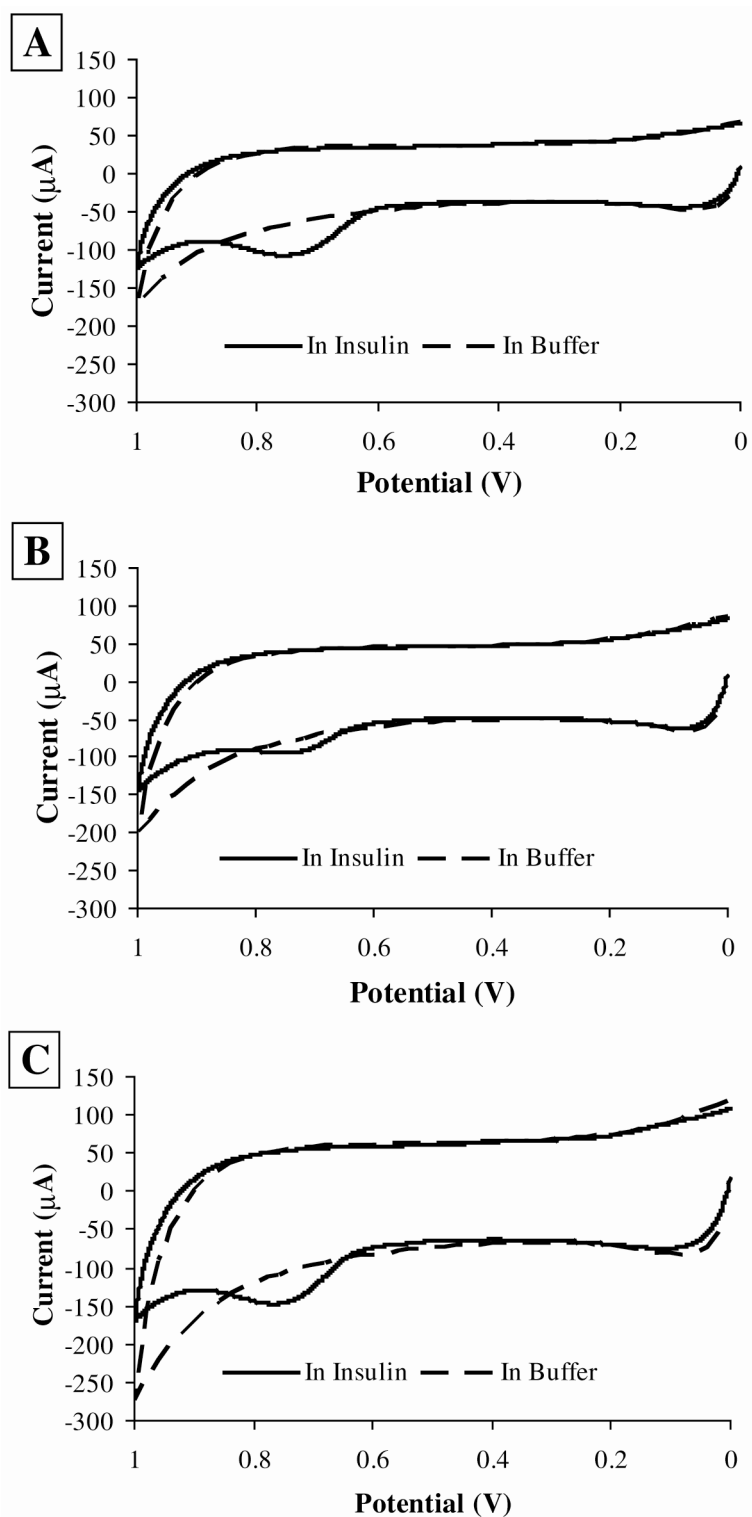 A
150
100
50
0
-50
-100
-150
-200
-250
-300
Current (µA)
In Insulin In Buffer
1 0.8 0.6 0.4 0.2 0
Potential (V)
B
150
100
50
0
-50
-100
-150
-200
-250
-300
Current (µA)
In Insulin In Buffer
1 0.8 0.6 0.4 0.2 0
Potential (V)
C
150
100
50
0
-50
-100
-150
-200
-250
-300
Current (µA)
In Insulin In Buffer
1 0.8 0.6 0.4 0.2 0
Potential (V)